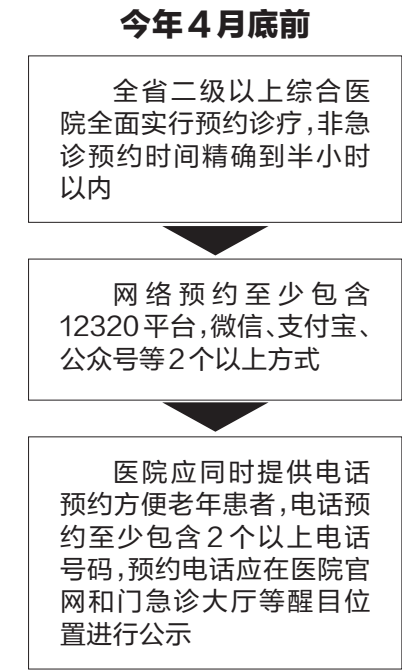 今年4月底前
全省二级以上综合医
院全面实行预约诊疗,非急
诊预约时间精确到半小时
以内
网络预约至少包含
12320平台,微信、支付宝、
公众号等2个以上方式
医院应同时提供电话
预约方便老年患者,电话预
约至少包含2个以上电话
号码,预约电话应在医院官
网和门急诊大厅等醒目位
置进行公示